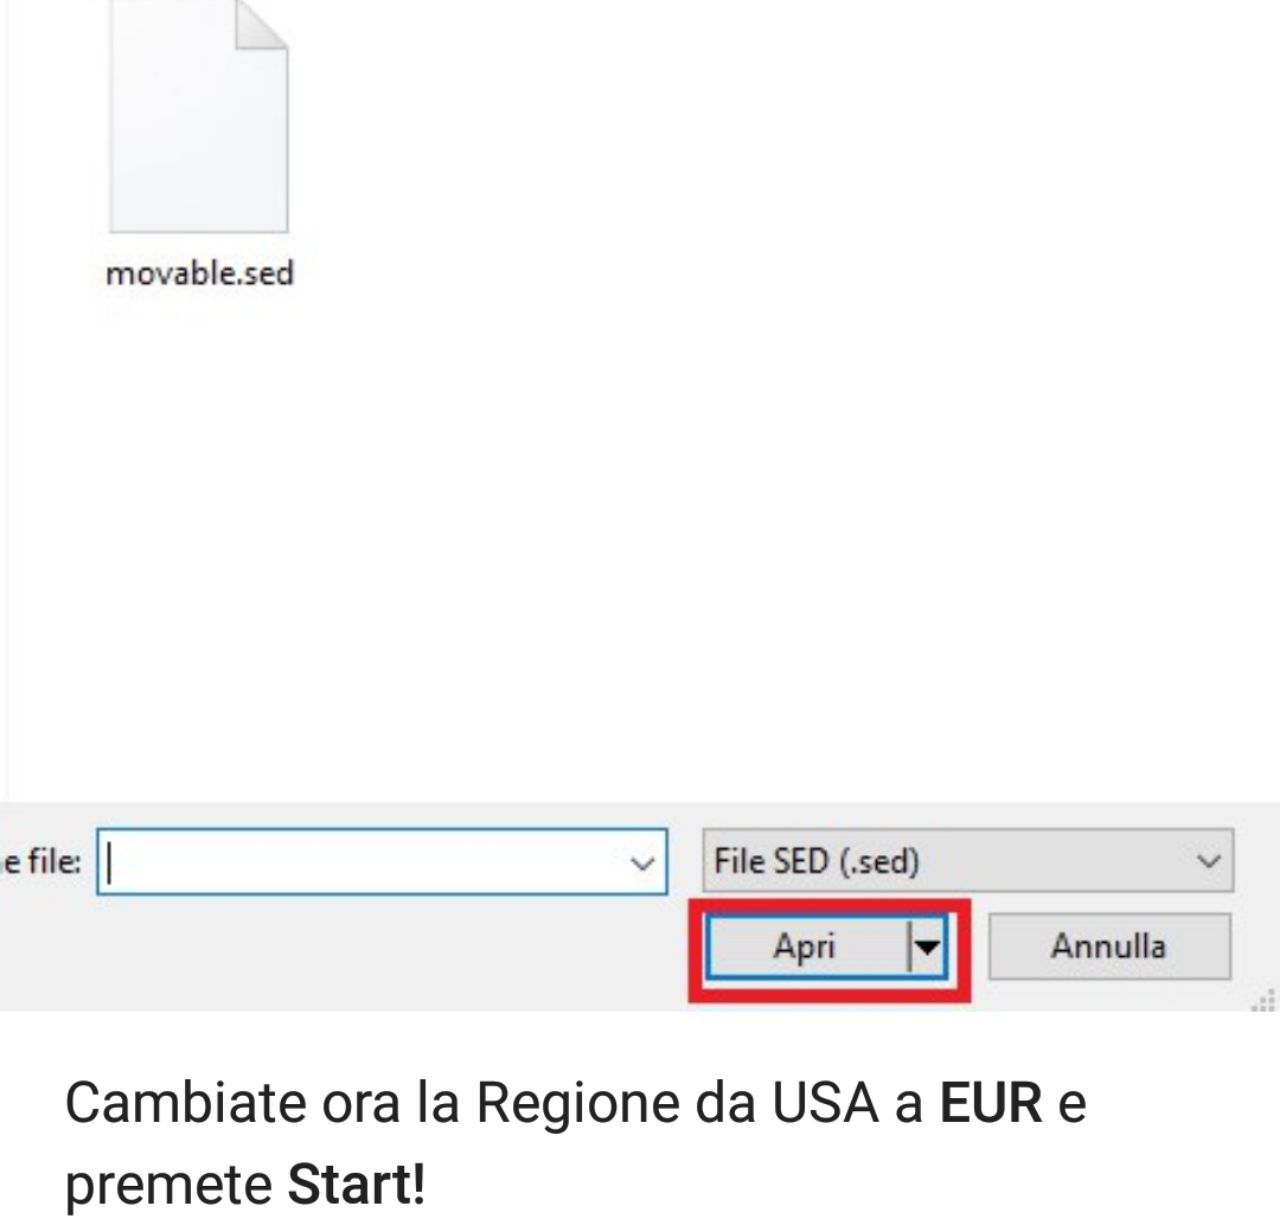 movable.sed
e file:
File SED (.sed)
Apri
Annulla
Cambiate ora la Regione da USA a EUR e
premete Start!